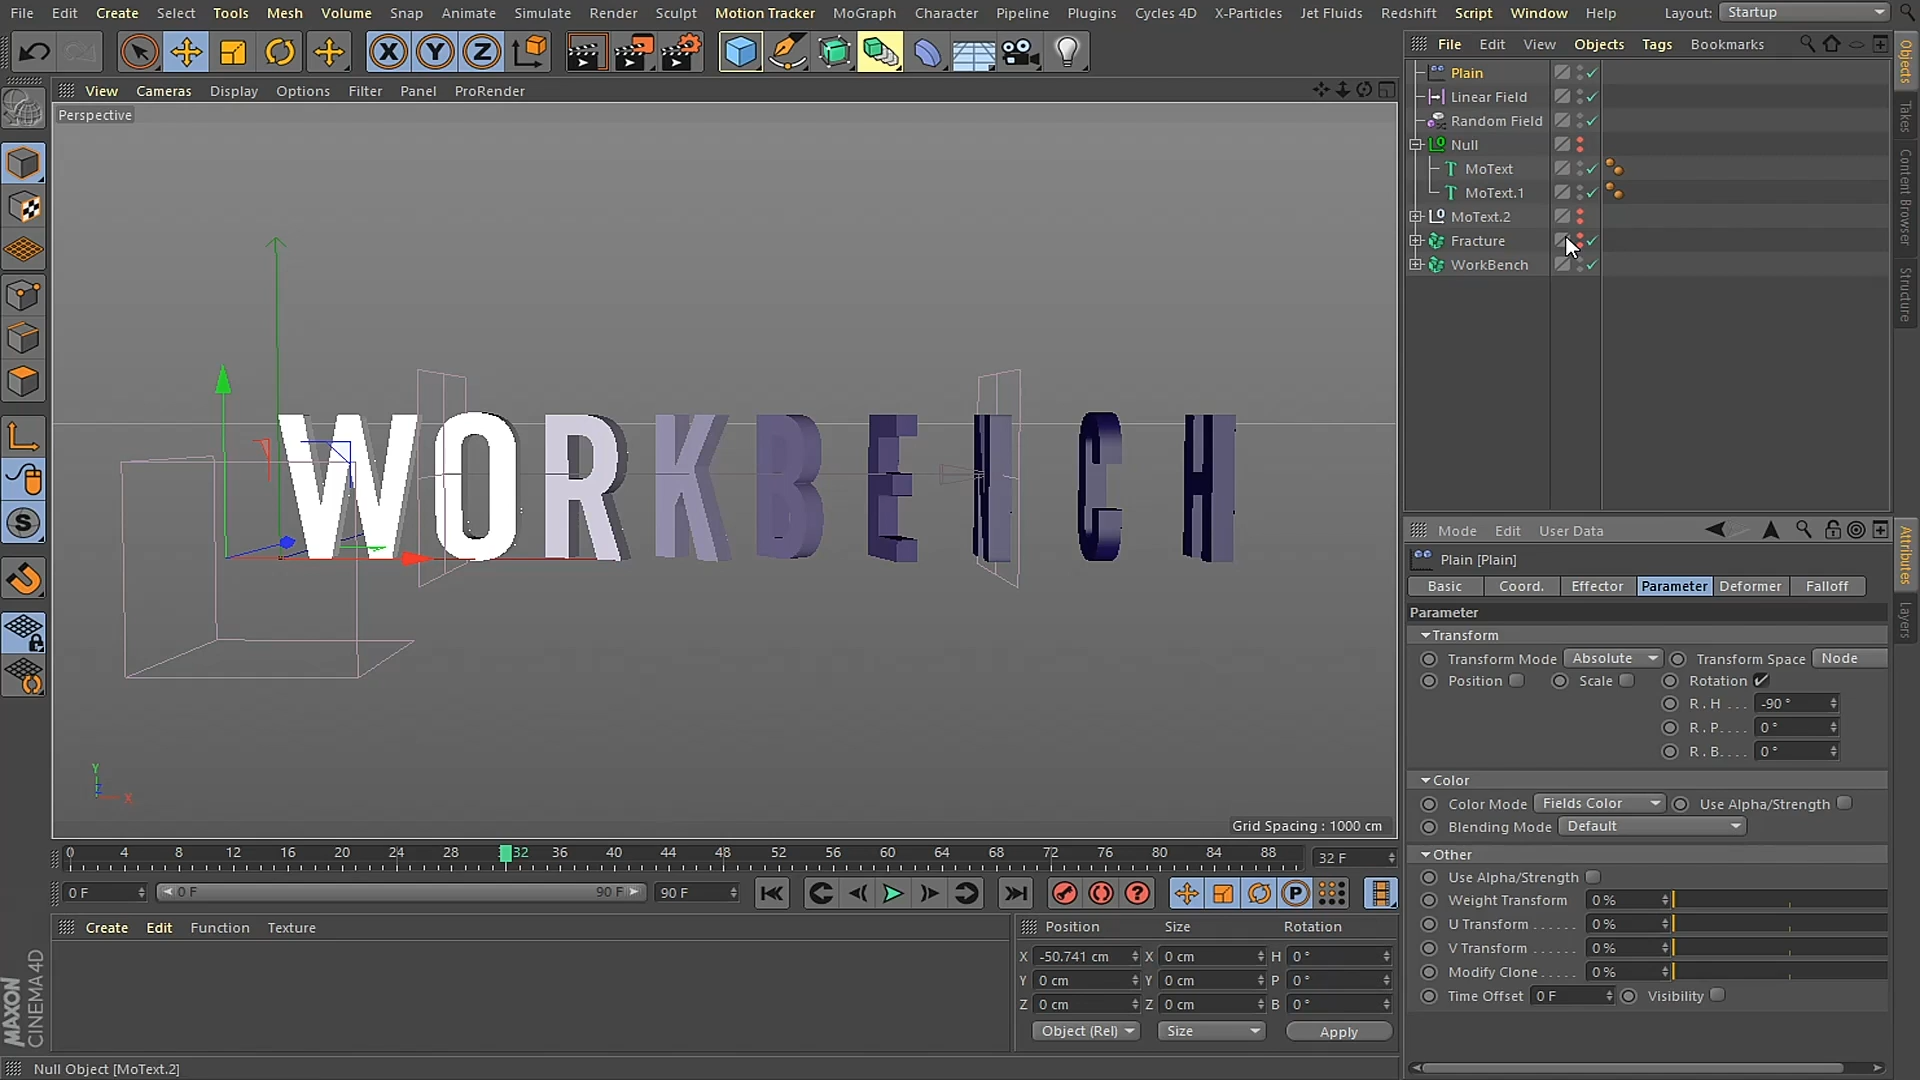 File Edit Create Select Tools Mesh Volume Snap Animate Simulate Render Sculpt Motion Tracker MoGraph Character Pipeline Plugins Cycles 4D X-Particles Jet Fluids Redshift Script Window Help Layout: Startup
File Edit View Objects Tags Bookmarks
View Cameras Display Options Filter Panel ProRender
Perspective
Plain
Linear Field
Random Field
Null
MoText
MoText.1
MoText.2
Fracture
WorkBench
Objects
Takes
Content Browser
Structure
WORKBENCH
Y
Z
X
Grid Spacing : 1000 cm
Mode Edit User Data
Plain [Plain]
Basic Coord. Effector Parameter Deformer Falloff
Parameter
Transform
Transform Mode Absolute Transform Space Node
Position Scale Rotation
R . H . . . -90 °
R . P. . . . 0 °
R . B. . . . 0 °
Color
Color Mode Fields Color Use Alpha/Strength
Blending Mode Default
Other
Use Alpha/Strength
Weight Transform 0 %
U Transform . . . . . . 0 %
V Transform . . . . . . 0 %
Modify Clone. . . . . 0 %
Time Offset 0 F Visibility
Attributes
Layers
0 4 8 12 16 20 24 28 32 36 40 44 48 52 56 60 64 68 72 76 80 84 88 32 F
0 F 0 F 90 F 90 F
Create Edit Function Texture
Position Size Rotation
X -50.741 cm X 0 cm H 0 °
Y 0 cm Y 0 cm P 0 °
Z 0 cm Z 0 cm B 0 °
Object (Rel) Size Apply
MAXON
CINEMA 4D
Null Object [MoText.2]